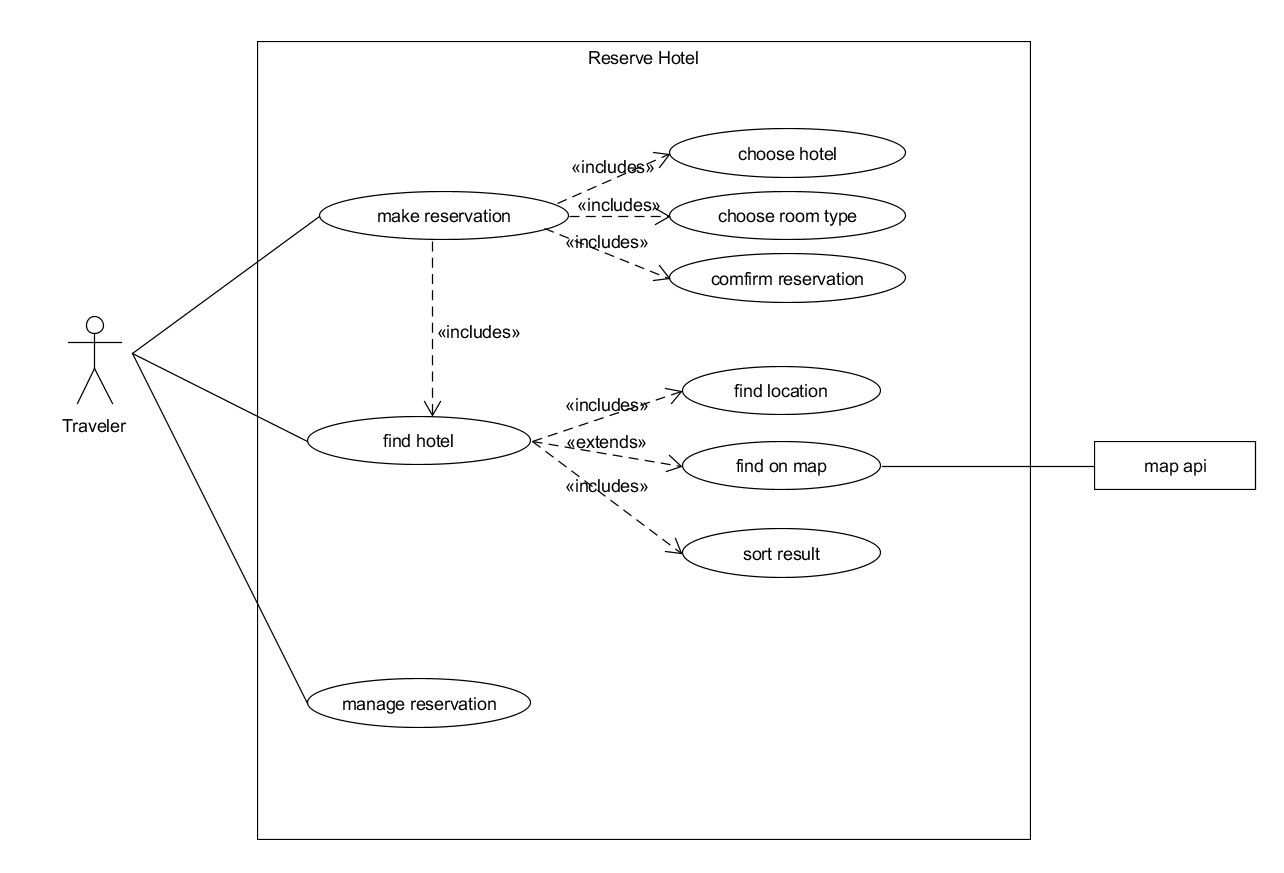 Reserve Hotel
choose hotel
«includes»
make reservation
«includes»
choose room type
«includes»
comfirm reservation
«includes»
Traveler
find hotel
«includes»
find location
«extends»
find on map
map api
«includes»
sort result
manage reservation